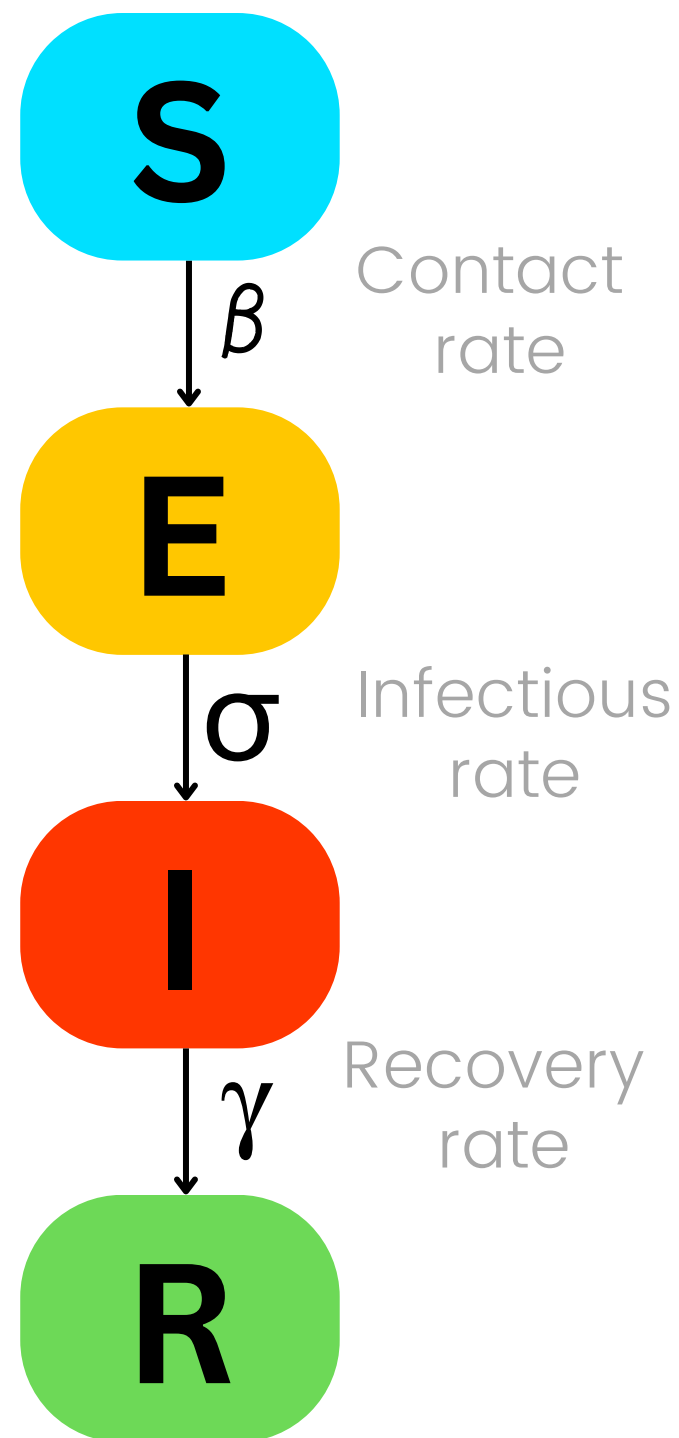 S
β
Contact
rate
E
σ
Infectious
rate
I
γ
Recovery
rate
R